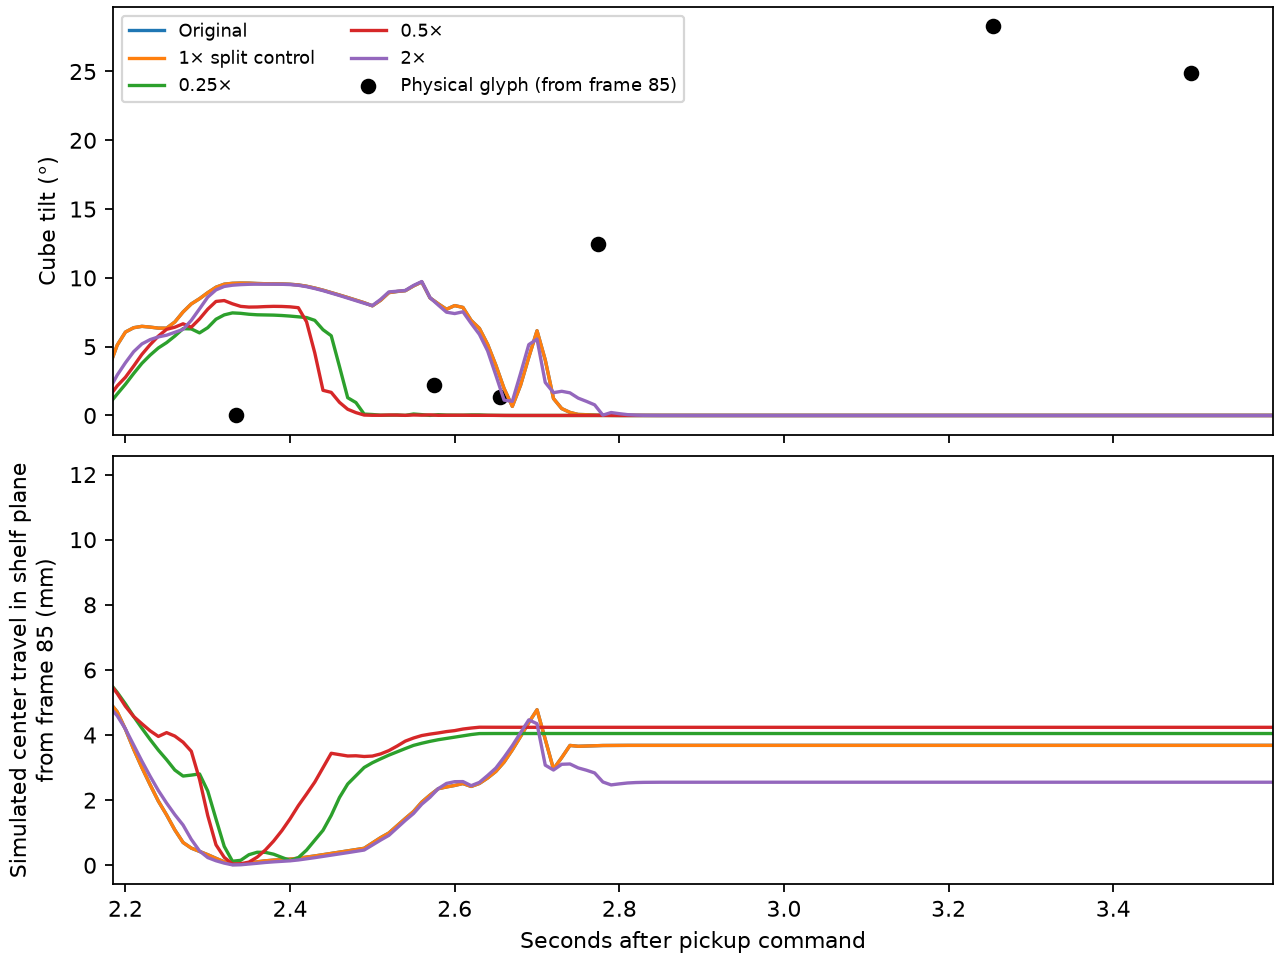 Original
1× split control
0.25×
0.5×
2×
Physical glyph (from frame 85)
Cube tilt (°)
25
20
15
10
5
0
Simulated center travel in shelf plane
from frame 85 (mm)
12
10
8
6
4
2
0
2.2 2.4 2.6 2.8 3.0 3.2 3.4
Seconds after pickup command